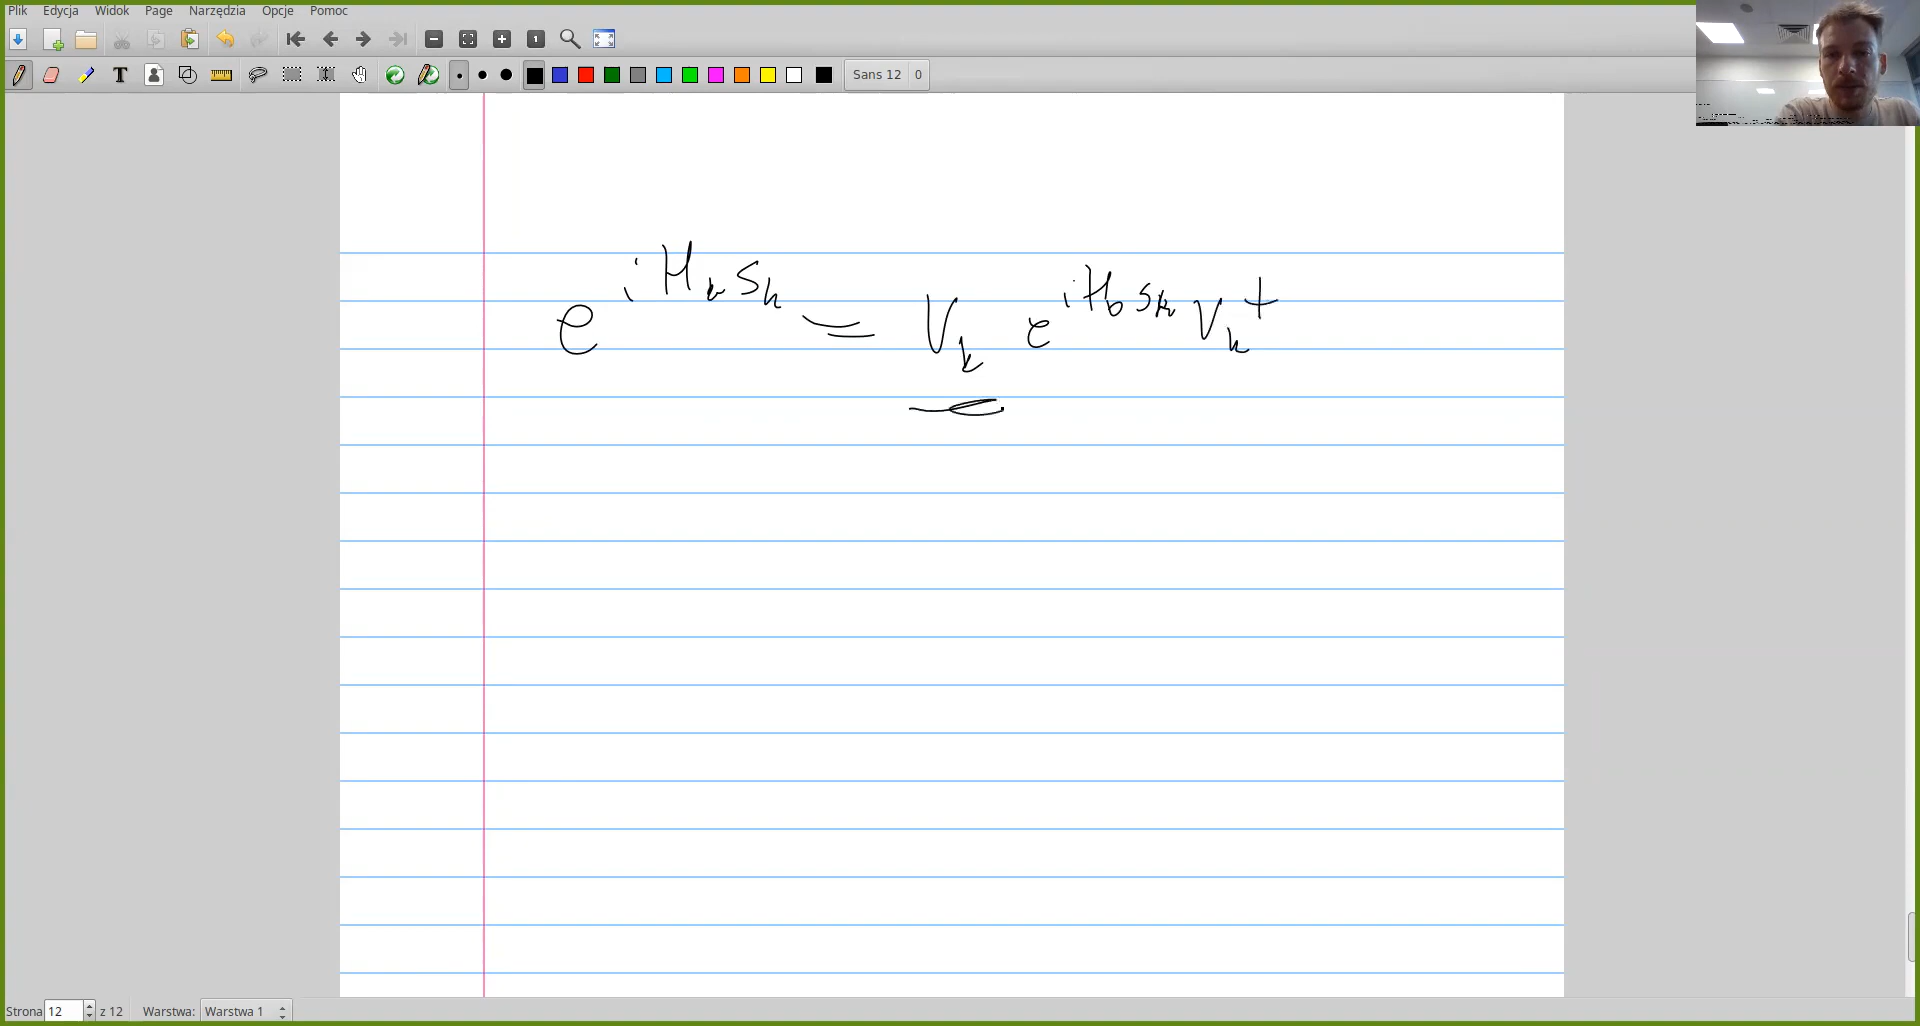 Plik Edycja Widok Page Narzędzia Opcje Pomoc
T Sans 12 0
e^{iH_k s_k} = V_k e^{iH_0 s_k} V_k^†
Strona 12 z 12 Warstwa: Warstwa 1